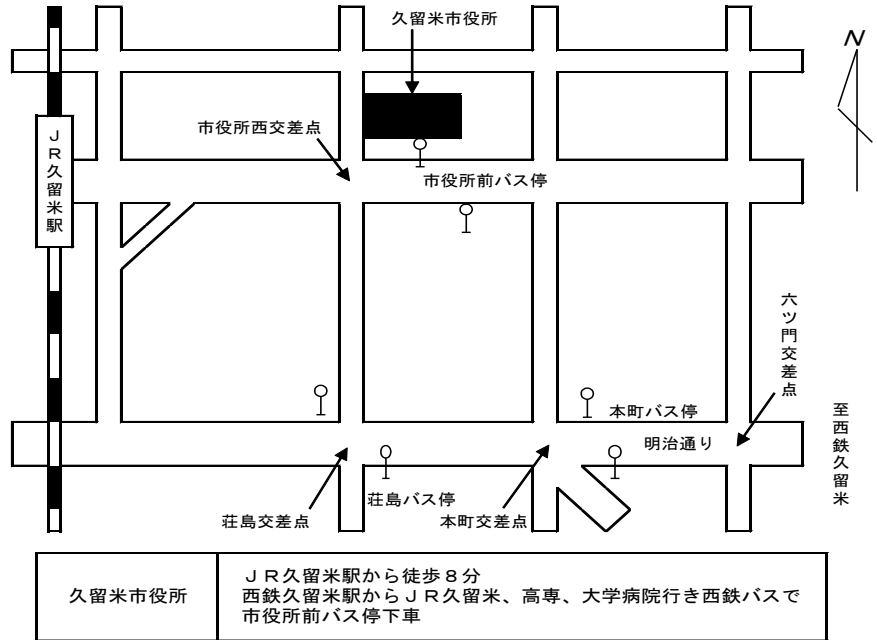 久留米市役所
N
市役所西交差点
JR久留米駅
市役所前バス停
六ツ門交差点
本町バス停
至西鉄久留米
明治通り
荘島バス停
荘島交差点
本町交差点
久留米市役所
JR久留米駅から徒歩8分
西鉄久留米駅からJR久留米、高専、大学病院行き西鉄バスで
市役所前バス停下車